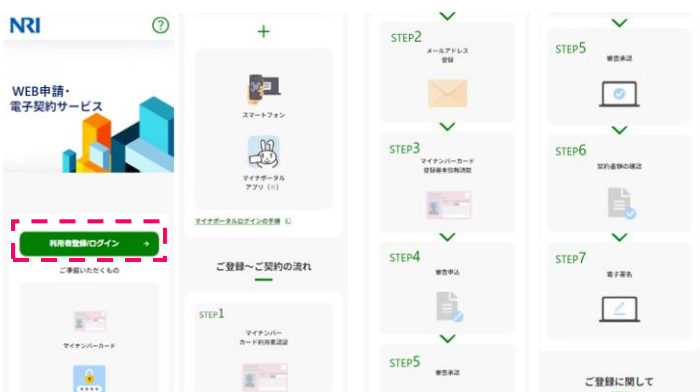 NRI
?
WEB申請・
電子契約サービス
利用者登録/ログイン →
ご準備いただくもの
マイナンバーカード
****
+
スマートフォン
マイナポータル
アプリ（※）
マイナポータルログインの手順
ご登録～ご契約の流れ
STEP1
マイナンバー
カード利用者認証
STEP2
メールアドレス
登録
STEP3
マイナンバーカード
登録基本情報読取
STEP4
審査申込
STEP5
審査承認
STEP5
審査承認
STEP6
契約書類の確認
STEP7
電子署名
ご登録に関して